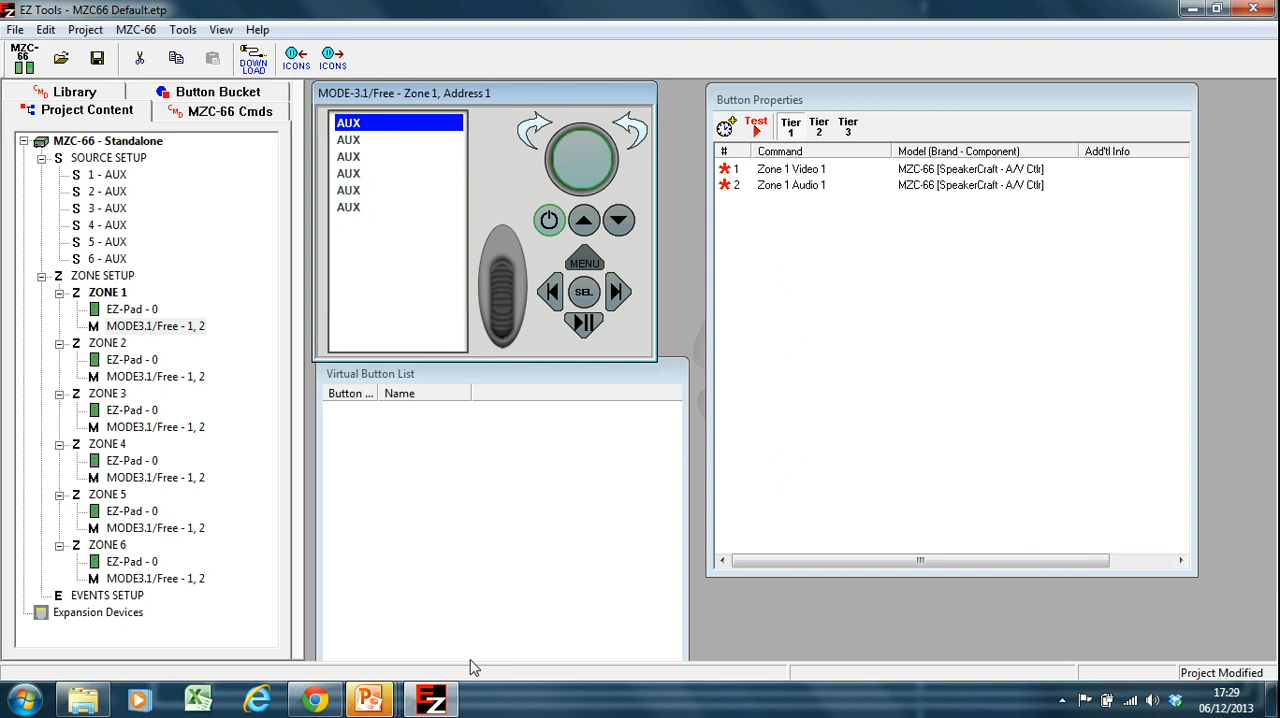 EZ Tools - MZC66 Default.etp
File Edit Project MZC-66 Tools View Help
MZC-
66
DOWN
LOAD
ICONS
ICONS
Library
Button Bucket
Project Content
MZC-66 Cmds
MZC-66 - Standalone
S SOURCE SETUP
S 1 - AUX
S 2 - AUX
S 3 - AUX
S 4 - AUX
S 5 - AUX
S 6 - AUX
Z ZONE SETUP
Z ZONE 1
EZ-Pad - 0
M MODE3.1/Free - 1, 2
Z ZONE 2
EZ-Pad - 0
M MODE3.1/Free - 1, 2
Z ZONE 3
EZ-Pad - 0
M MODE3.1/Free - 1, 2
Z ZONE 4
EZ-Pad - 0
M MODE3.1/Free - 1, 2
Z ZONE 5
EZ-Pad - 0
M MODE3.1/Free - 1, 2
Z ZONE 6
EZ-Pad - 0
M MODE3.1/Free - 1, 2
E EVENTS SETUP
Expansion Devices
MODE-3.1/Free - Zone 1, Address 1
AUX
AUX
AUX
AUX
AUX
AUX
MENU
SEL
Virtual Button List
Button ... Name
Button Properties
Test
Tier
1
Tier
2
Tier
3
# Command Model (Brand - Component) Add'tl Info
1 Zone 1 Video 1 MZC-66 [SpeakerCraft - A/V Ctlr]
2 Zone 1 Audio 1 MZC-66 [SpeakerCraft - A/V Ctlr]
Project Modified
17:29
06/12/2013